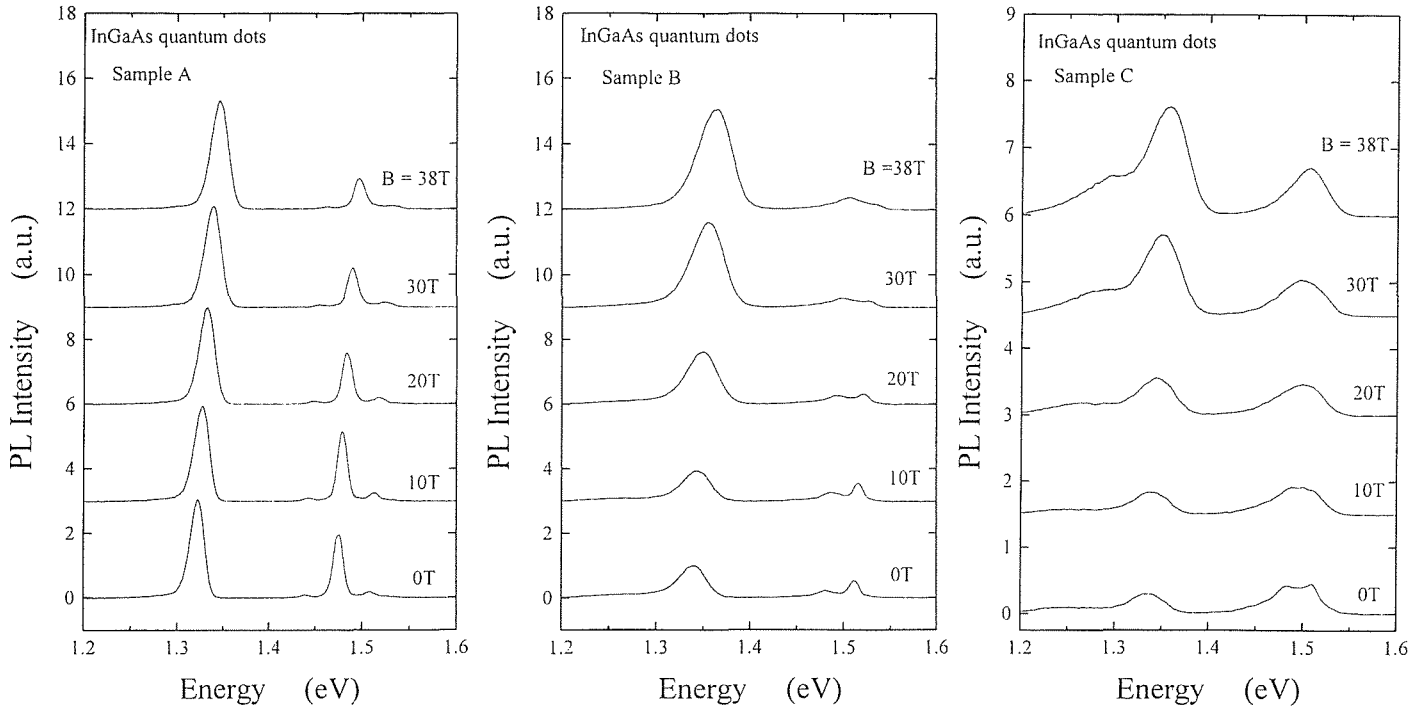 18
16
14
12
10
8
6
4
2
0
InGaAs quantum dots
Sample A
B = 38T
30T
20T
10T
0T
PL Intensity (a.u.)
1.2 1.3 1.4 1.5 1.6
Energy (eV)
18
16
14
12
10
8
6
4
2
0
InGaAs quantum dots
Sample B
B =38T
30T
20T
10T
0T
PL Intensity (a.u.)
1.2 1.3 1.4 1.5 1.6
Energy (eV)
9
8
7
6
5
4
3
2
1
0
InGaAs quantum dots
Sample C
B = 38T
30T
20T
10T
0T
PL Intensity (a.u.)
1.2 1.3 1.4 1.5 1.6
Energy (eV)